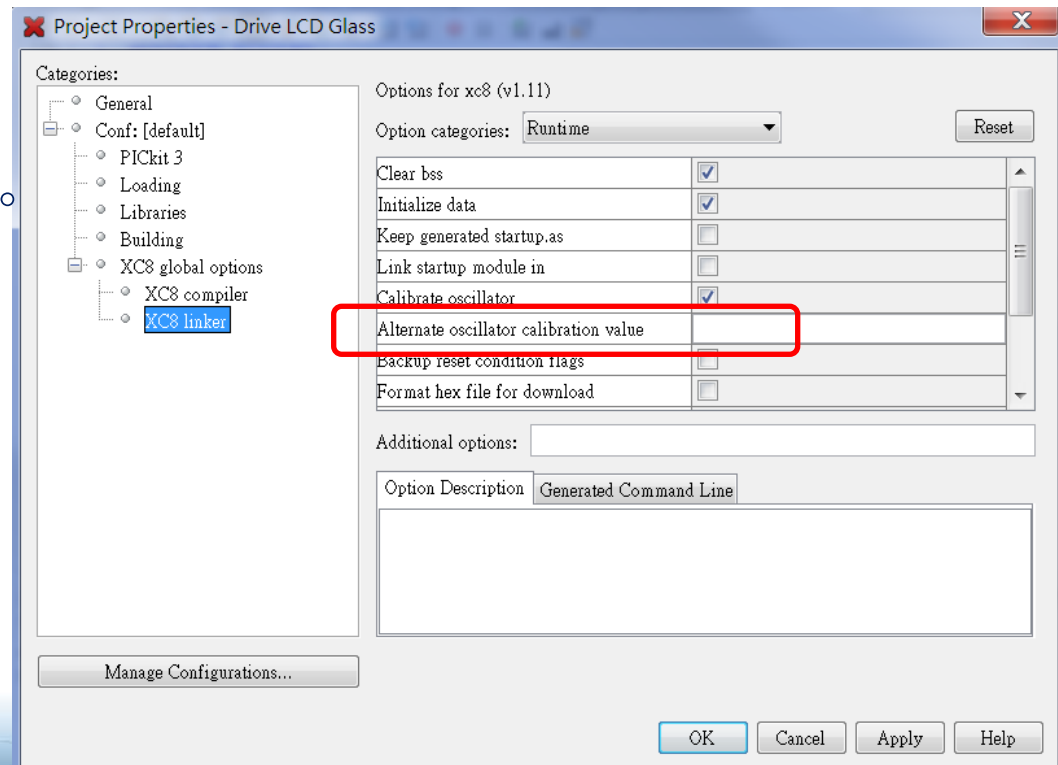 Project Properties - Drive LCD Glass
Categories:
General
Conf: [default]
PICkit 3
Loading
Libraries
Building
XC8 global options
XC8 compiler
XC8 linker
Manage Configurations...
Options for xc8 (v1.11)
Option categories: Runtime
Reset
Clear bss
Initialize data
Keep generated startup.as
Link startup module in
Calibrate oscillator
Alternate oscillator calibration value
Backup reset condition flags
Format hex file for download
Additional options:
Option Description Generated Command Line
OK Cancel Apply Help